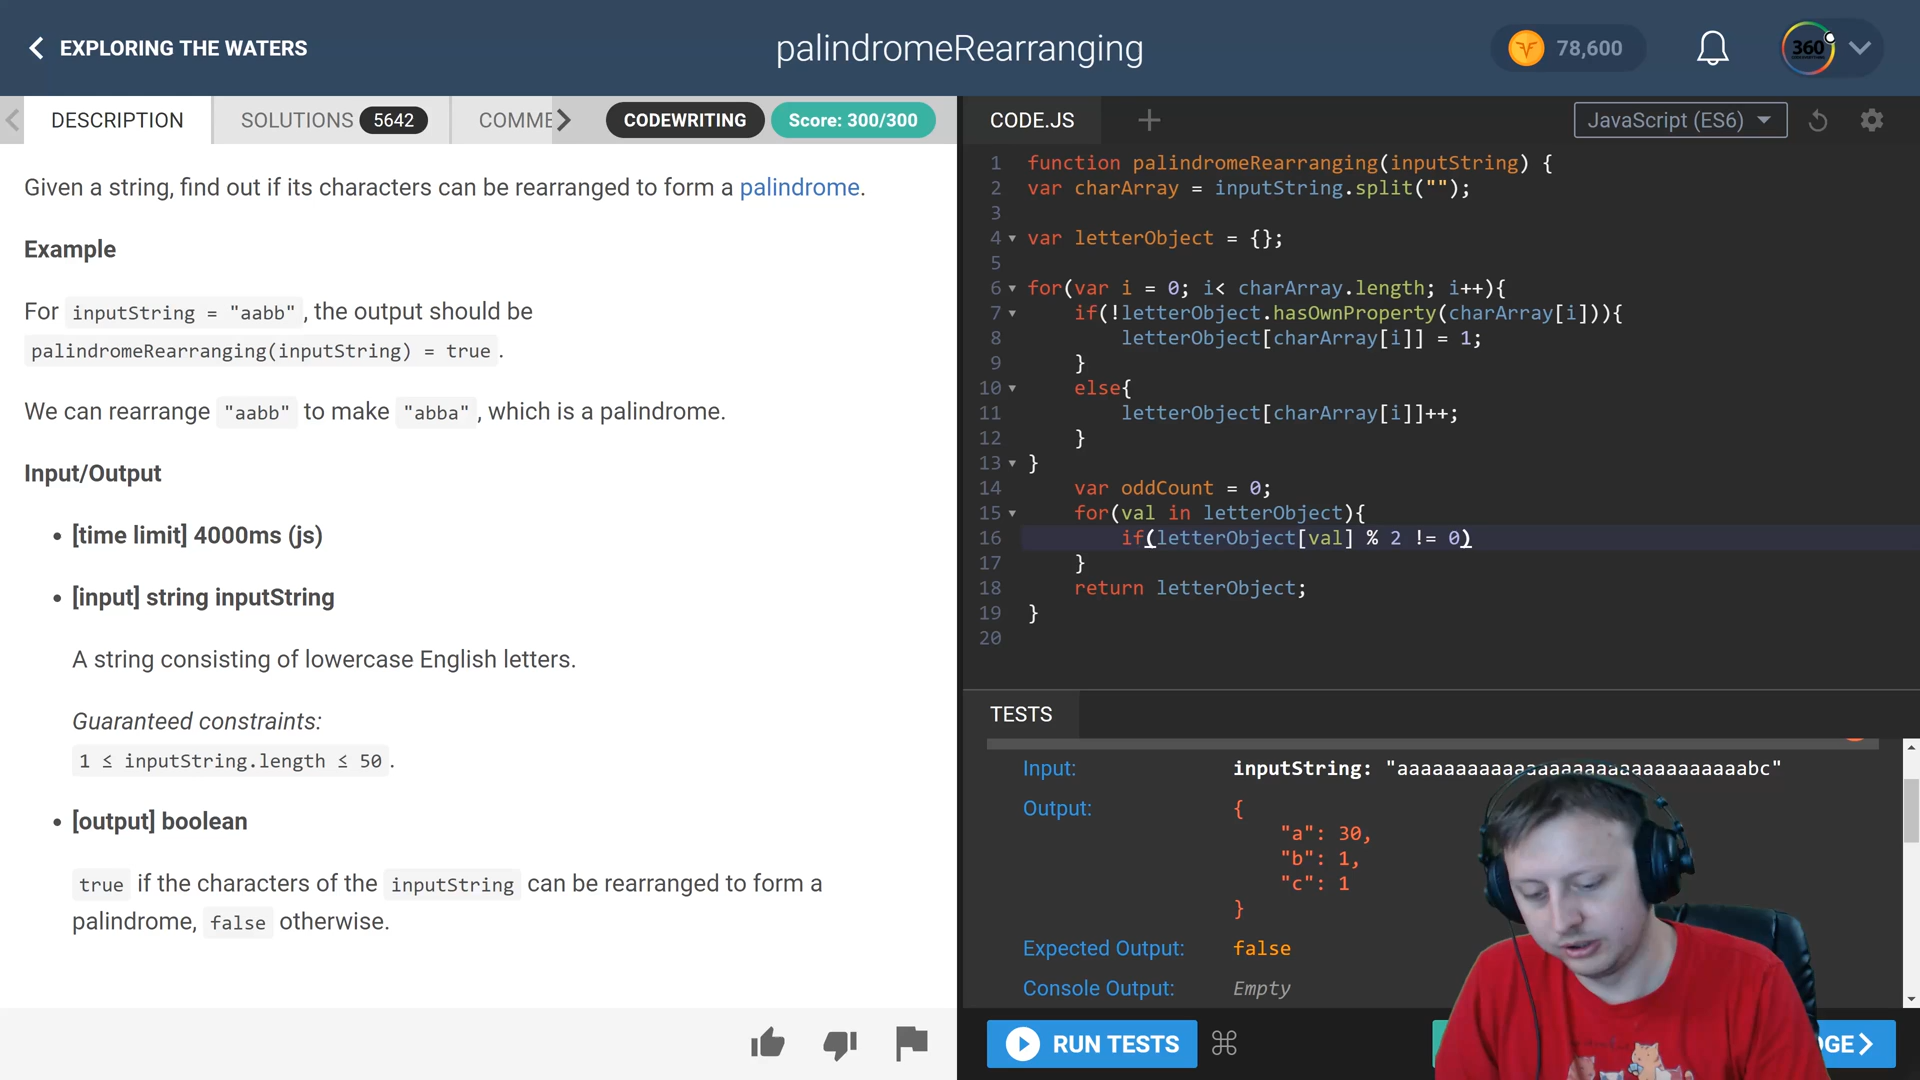 EXPLORING THE WATERS
palindromeRearranging
78,600
360
DESCRIPTION
SOLUTIONS 5642
COMME
CODEWRITING
Score: 300/300
Given a string, find out if its characters can be rearranged to form a palindrome.
Example
For inputString = "aabb", the output should be
palindromeRearranging(inputString) = true.
We can rearrange "aabb" to make "abba", which is a palindrome.
Input/Output
• [time limit] 4000ms (js)
• [input] string inputString
A string consisting of lowercase English letters.
Guaranteed constraints:
1 ≤ inputString.length ≤ 50.
• [output] boolean
true if the characters of the inputString can be rearranged to form a
palindrome, false otherwise.
CODE.JS
JavaScript (ES6)
1 function palindromeRearranging(inputString) {
2 var charArray = inputString.split("");
3
4 var letterObject = {};
5
6 for(var i = 0; i< charArray.length; i++){
7 if(!letterObject.hasOwnProperty(charArray[i])){
8 letterObject[charArray[i]] = 1;
9 }
10 else{
11 letterObject[charArray[i]]++;
12 }
13 }
14 var oddCount = 0;
15 for(val in letterObject){
16 if(letterObject[val] % 2 != 0)
17 }
18 return letterObject;
19 }
20
TESTS
Input: inputString: "aaaaaaaaaaaaaaaaaaaaaaaaaaaaaabc"
Output: {
"a": 30,
"b": 1,
"c": 1
}
Expected Output: false
Console Output: Empty
RUN TESTS